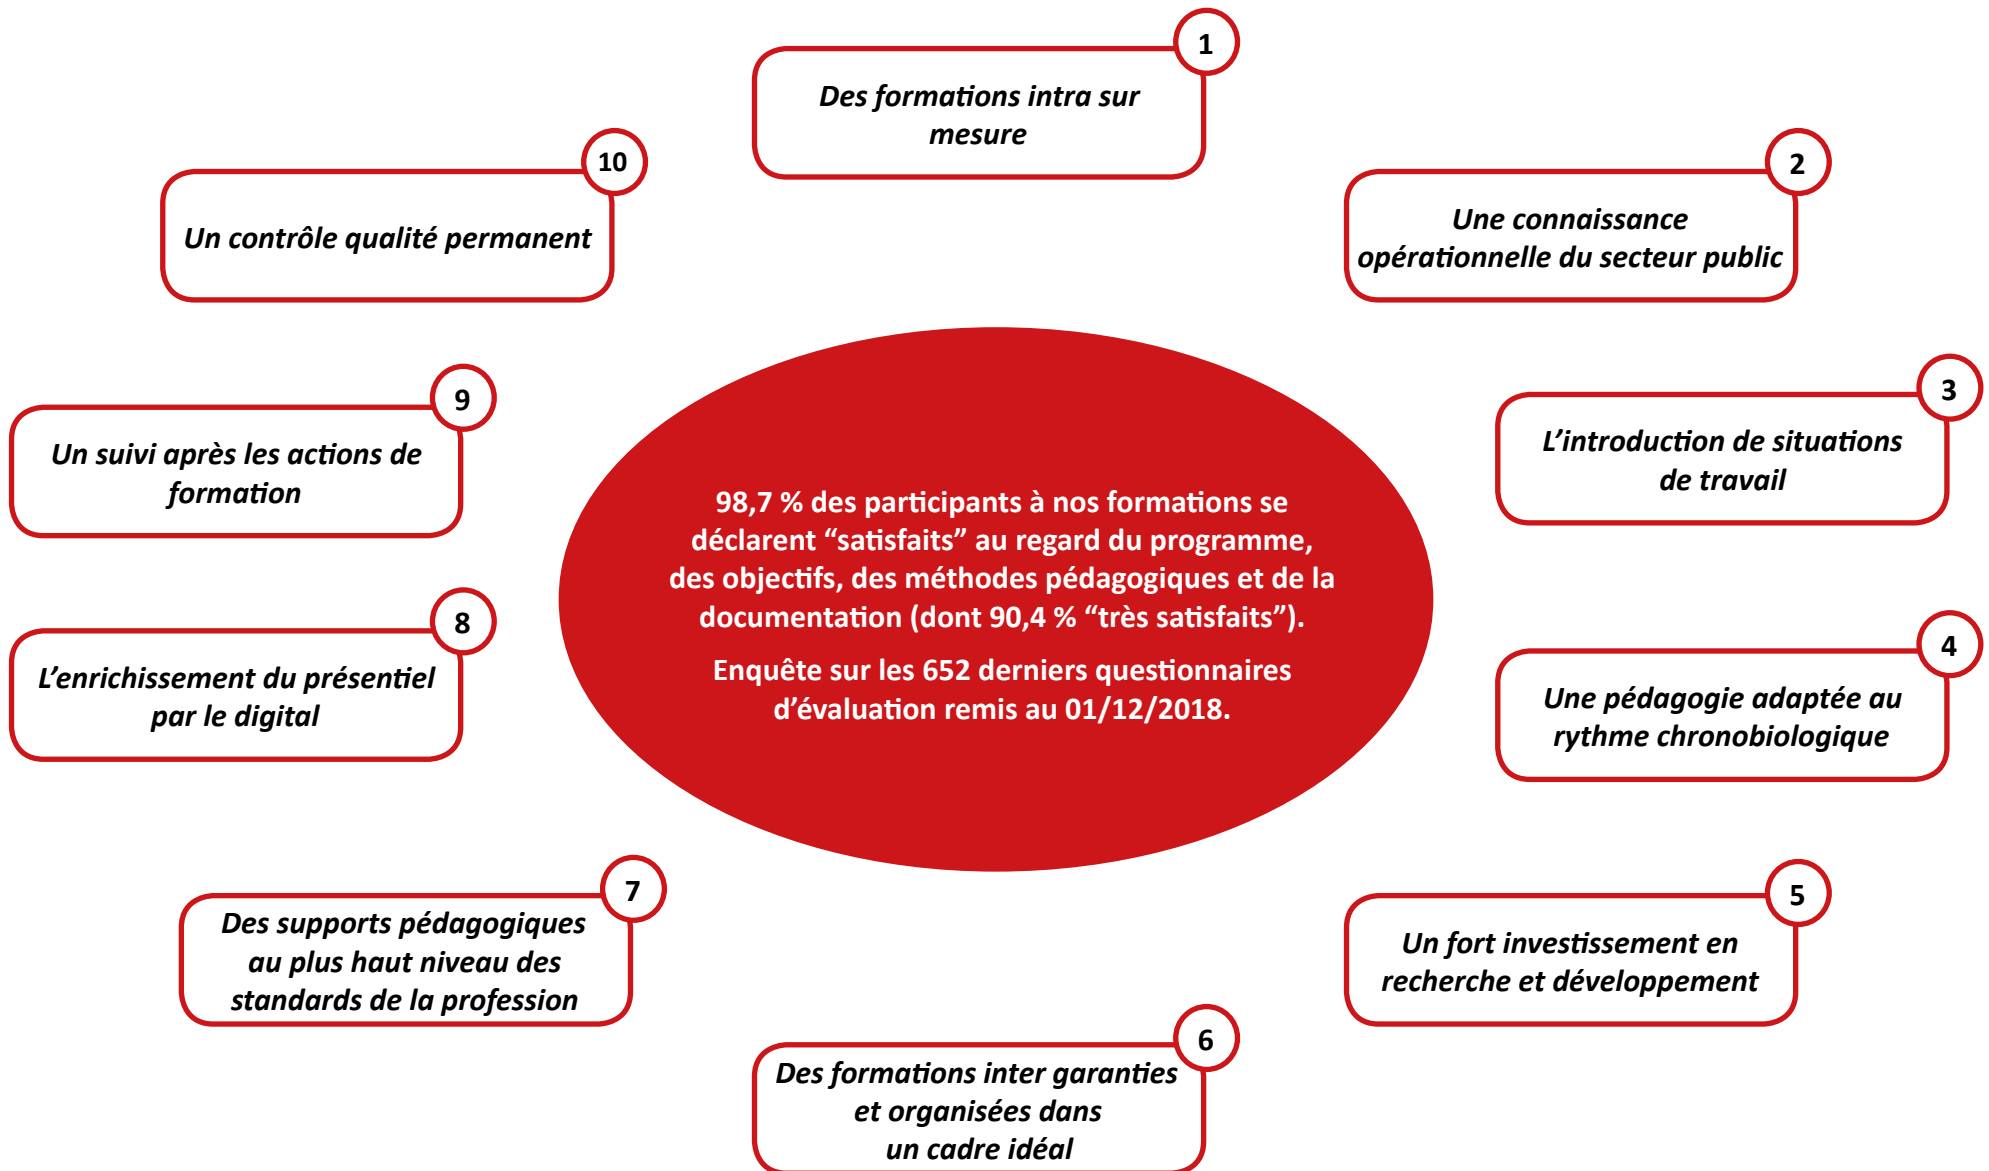 1
Des formations intra sur
mesure
2
Une connaissance
opérationnelle du secteur public
3
L’introduction de situations
de travail
4
Une pédagogie adaptée au
rythme chronobiologique
5
Un fort investissement en
recherche et développement
6
Des formations inter garanties
et organisées dans
un cadre idéal
7
Des supports pédagogiques
au plus haut niveau des
standards de la profession
8
L’enrichissement du présentiel
par le digital
9
Un suivi après les actions de
formation
10
Un contrôle qualité permanent
98,7 % des participants à nos formations se
déclarent “satisfaits” au regard du programme,
des objectifs, des méthodes pédagogiques et de la
documentation (dont 90,4 % “très satisfaits”).
Enquête sur les 652 derniers questionnaires
d’évaluation remis au 01/12/2018.